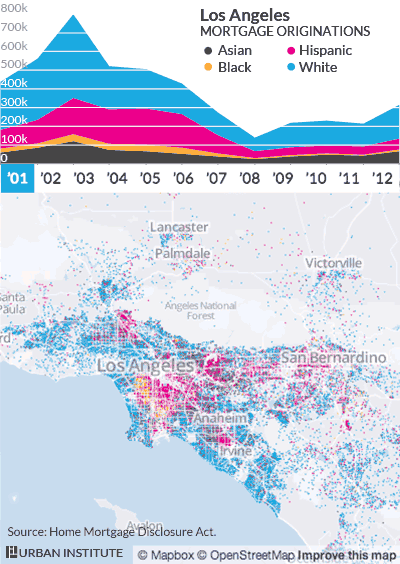 Los Angeles
MORTGAGE ORIGINATIONS
Asian
Hispanic
Black
White
800k
700k
600k
500k
400k
300k
200k
100k
0
'01 '02 '03 '04 '05 '06 '07 '08 '09 '10 '11 '12
Lancaster
Palmdale
Victorville
Santa
Paula
Angeles National
Forest
rd
Los Angeles
San Bernardino
Anaheim
Irvine
Avalon
Source: Home Mortgage Disclosure Act.
URBAN INSTITUTE
© Mapbox © OpenStreetMap Improve this map